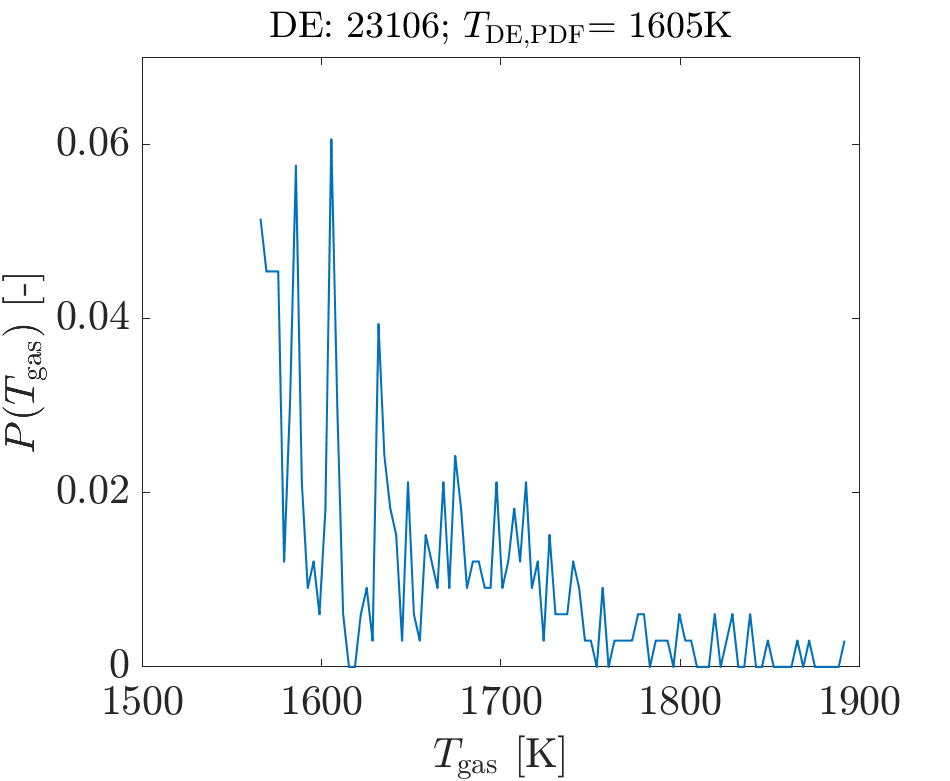 DE: 23106; T_DE,PDF= 1605K
0.06
0.04
0.02
0
P(T_gas) [-]
1500 1600 1700 1800 1900
T_gas [K]